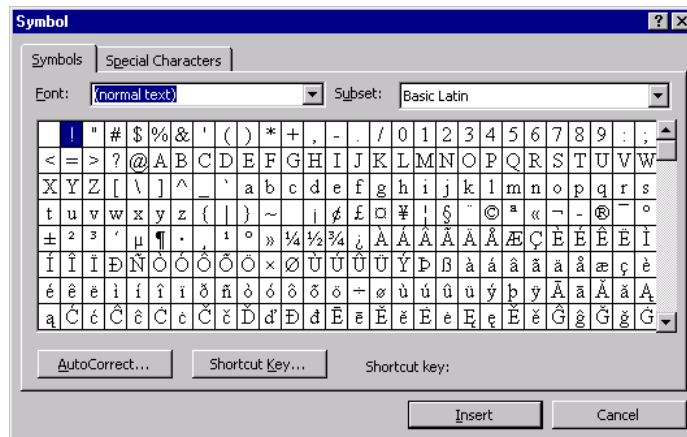 Symbol
Symbols Special Characters
Font: (normal text) Subset: Basic Latin
! " # $ % & ' ( ) * + , - . / 0 1 2 3 4 5 6 7 8 9 : ;
< = > ? @ A B C D E F G H I J K L M N O P Q R S T U V W
X Y Z [ \ ] ^ _ ` a b c d e f g h i j k l m n o p q r s
t u v w x y z { | } ~ ¡ ¢ £ ¤ ¥ ¦ § ¨ © ª « ¬ - ® ¯ °
± ² ³ ´ µ ¶ · ¸ ¹ º » ¼ ½ ¾ ¿ À Á Â Ã Ä Å Æ Ç È É Ê Ë Ì
Í Î Ï Ð Ñ Ò Ó Ô Õ Ö × Ø Ù Ú Û Ü Ý Þ ß à á â ã ä å æ ç è
é ê ë ì í î ï ð ñ ò ó ô õ ö ÷ ø ù ú û ü ý þ ÿ Ā ā Ă ă Ą
ą Ć ć Ĉ ĉ Ċ ċ Č č Ď ď Đ đ Ē ē Ĕ ĕ Ė ė Ę ę Ě ě Ĝ ĝ Ğ ğ Ġ
AutoCorrect... Shortcut Key... Shortcut key:
Insert Cancel